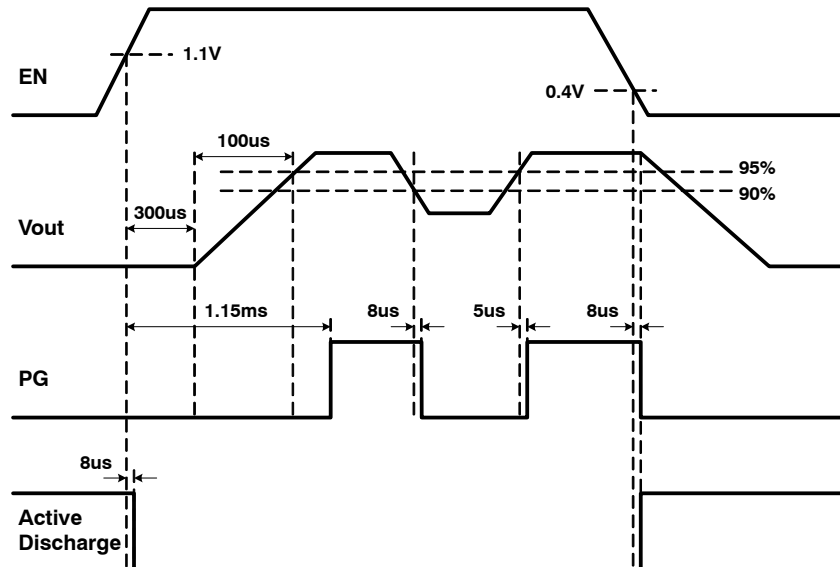 1.1V
EN
0.4V
100us
95%
90%
300us
Vout
1.15ms
8us
5us
8us
PG
8us
Active
Discharge